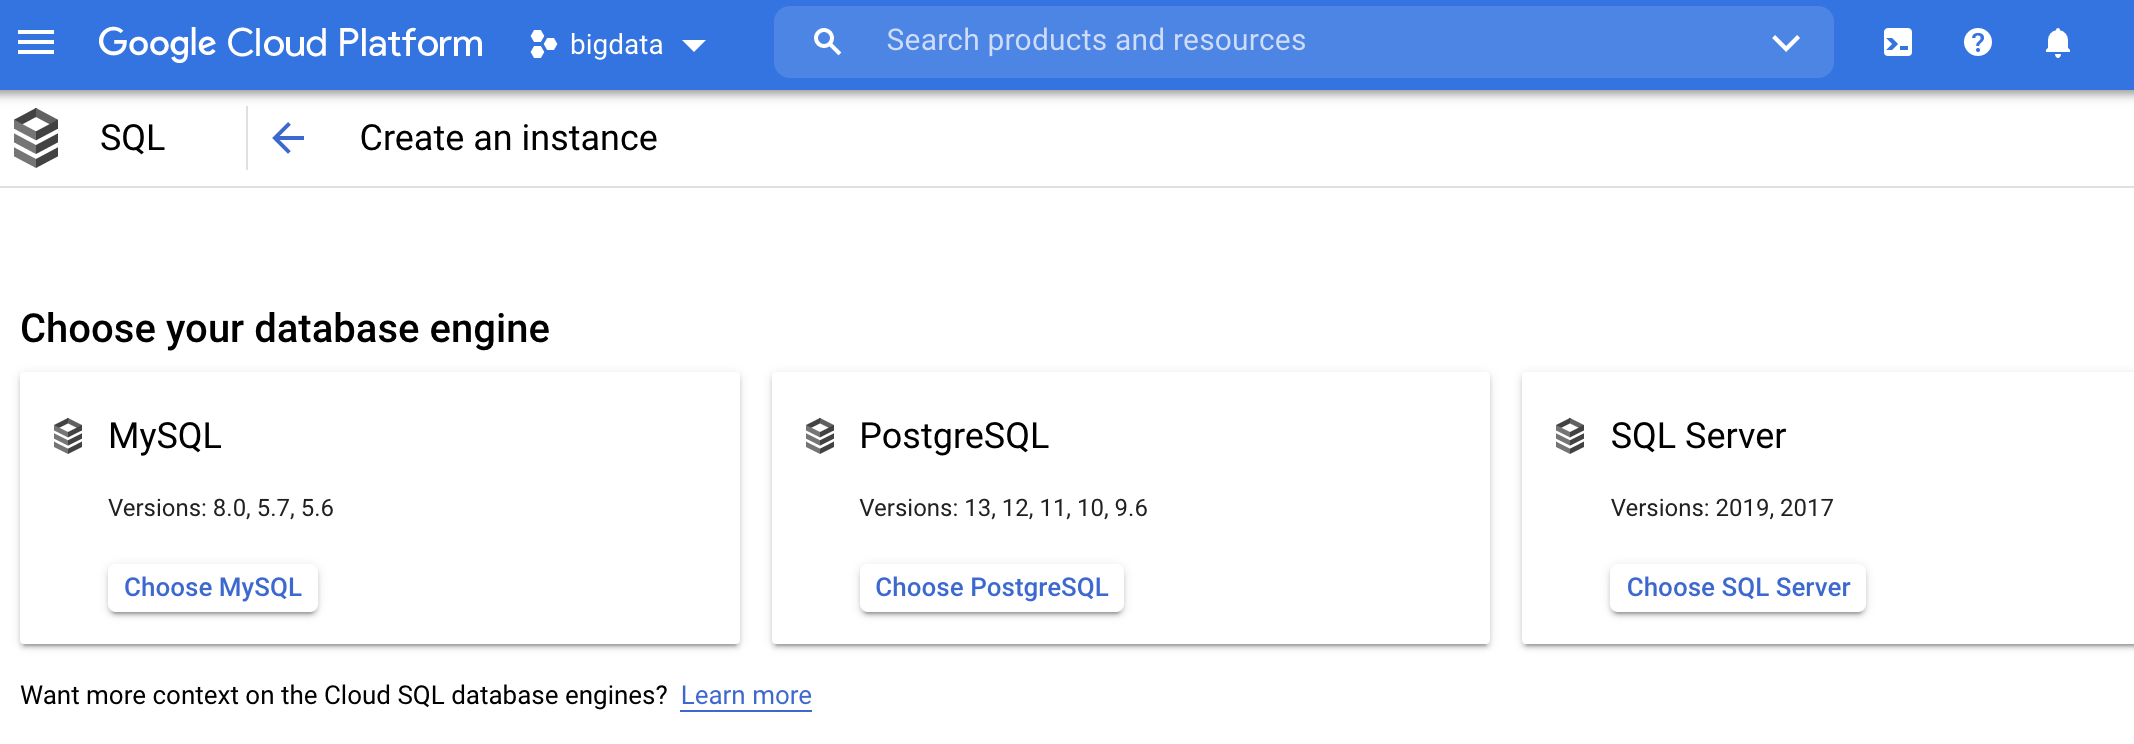 Google Cloud Platform bigdata Search products and resources
SQL Create an instance
Choose your database engine
MySQL
Versions: 8.0, 5.7, 5.6
Choose MySQL
PostgreSQL
Versions: 13, 12, 11, 10, 9.6
Choose PostgreSQL
SQL Server
Versions: 2019, 2017
Choose SQL Server
Want more context on the Cloud SQL database engines? Learn more